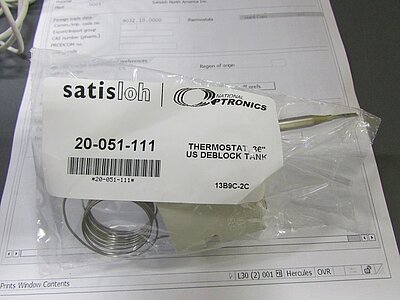 Satisloh North America Inc.
Foreign trade data
Comm./imp. code no. 9032.10.0000 Thermostats
Export/import group
CAS number (pharm.)
PRODCOM no.
Region of origin
satisloh
NATIONAL OPTRONICS
20-051-111
THERMOSTAT, 36"
US DEBLOCK TANK
*20-051-111*
13B9C-2C
L30 (2) 001 Hercules OVR
Prints Window Contents